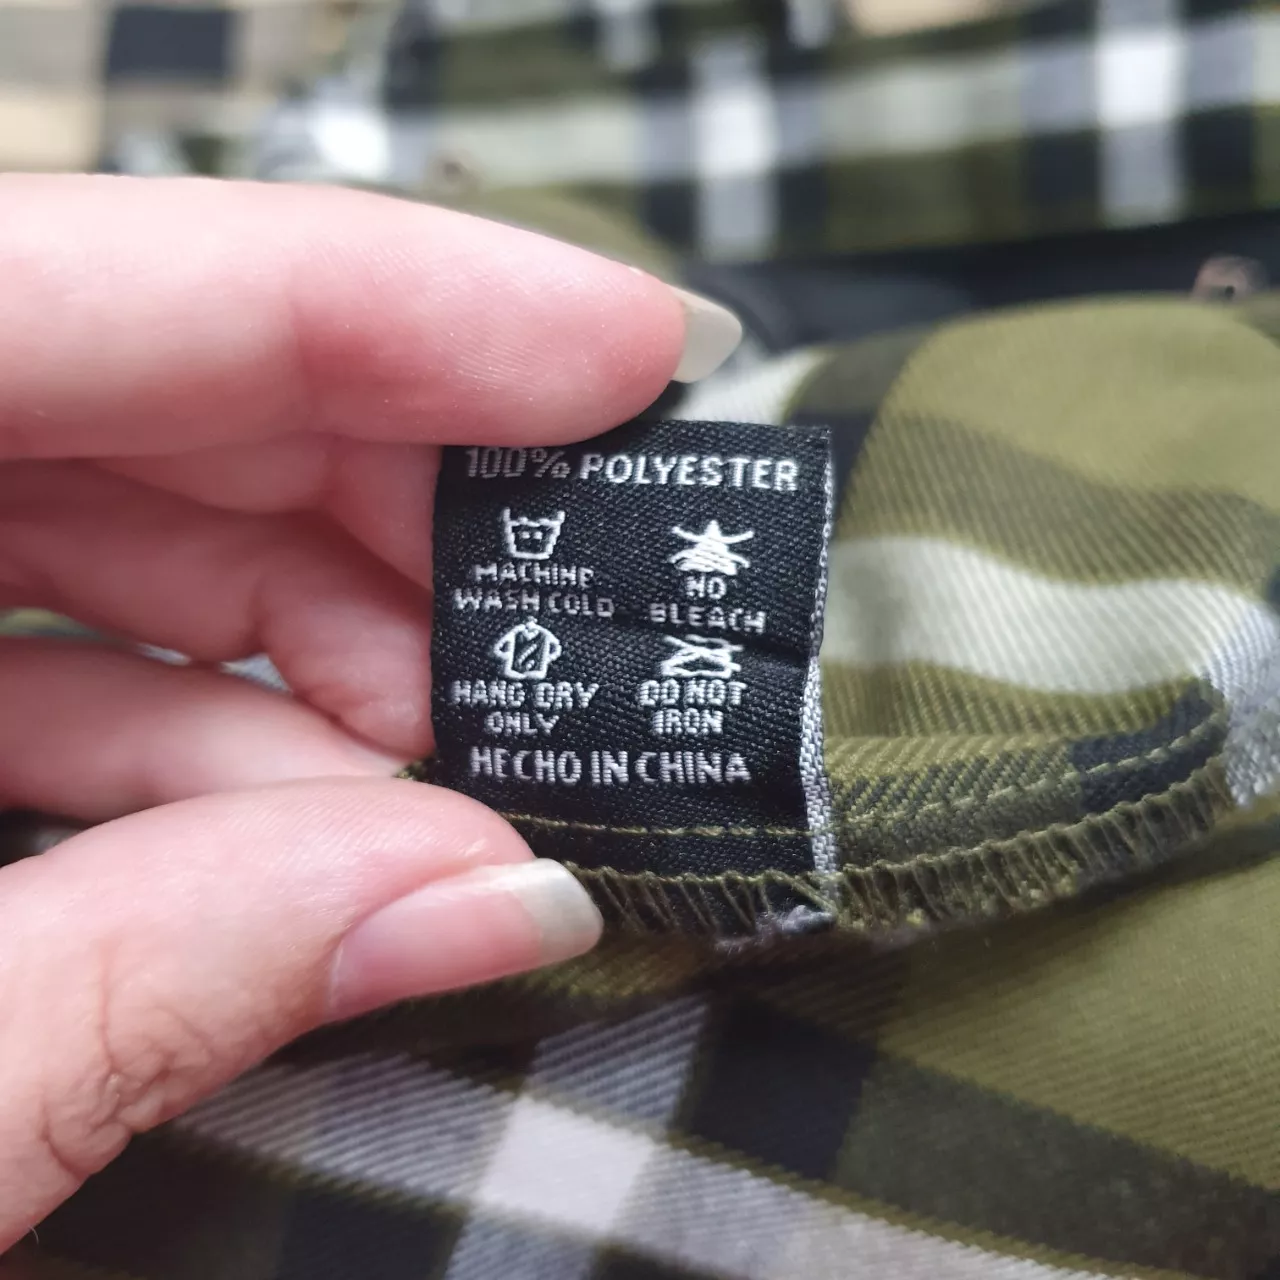 100% POLYESTER
MACHINE WASH COLD
NO BLEACH
HANG DRY ONLY
DO NOT IRON
HECHO IN CHINA